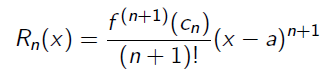 R_n(x) = \frac{f^{(n+1)}(c_n)}{(n+1)!}(x − a)^{n+1}